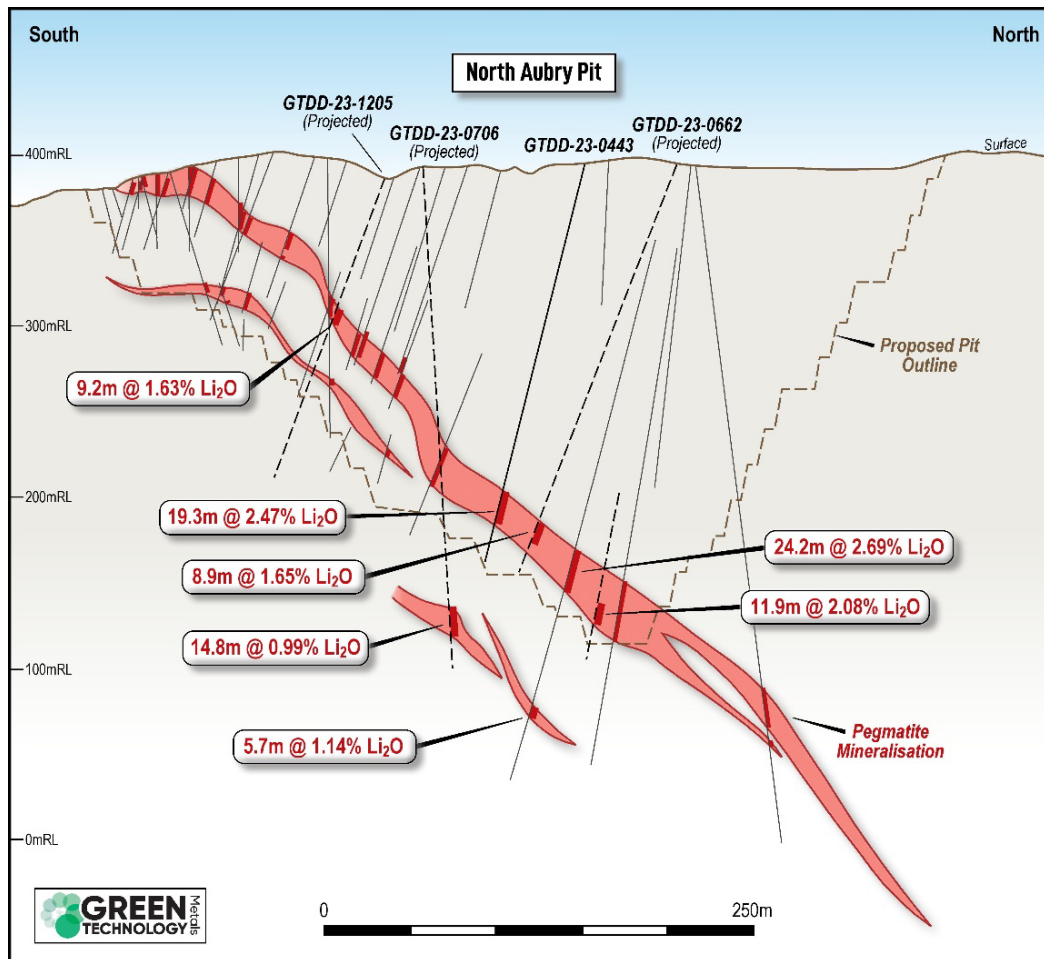 South
North
North Aubry Pit
GTDD-23-1205
(Projected)
GTDD-23-0706
(Projected)
GTDD-23-0443
GTDD-23-0662
(Projected)
Surface
400mRL
300mRL
Proposed Pit
Outline
9.2m @ 1.63% Li₂O
200mRL
19.3m @ 2.47% Li₂O
24.2m @ 2.69% Li₂O
8.9m @ 1.65% Li₂O
11.9m @ 2.08% Li₂O
14.8m @ 0.99% Li₂O
100mRL
5.7m @ 1.14% Li₂O
Pegmatite
Mineralisation
0mRL
GREEN
TECHNOLOGY
Metals
0
250m